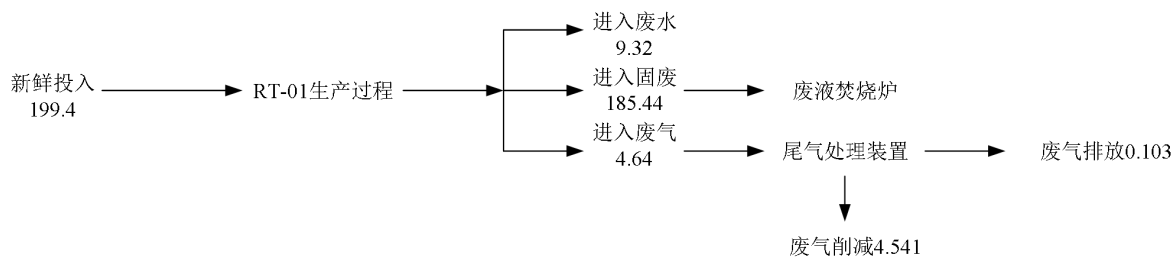 新鲜投入
199.4
RT-01生产过程
进入废水
9.32
进入固废
185.44
废液焚烧炉
进入废气
4.64
尾气处理装置
废气排放0.103
废气削减4.541